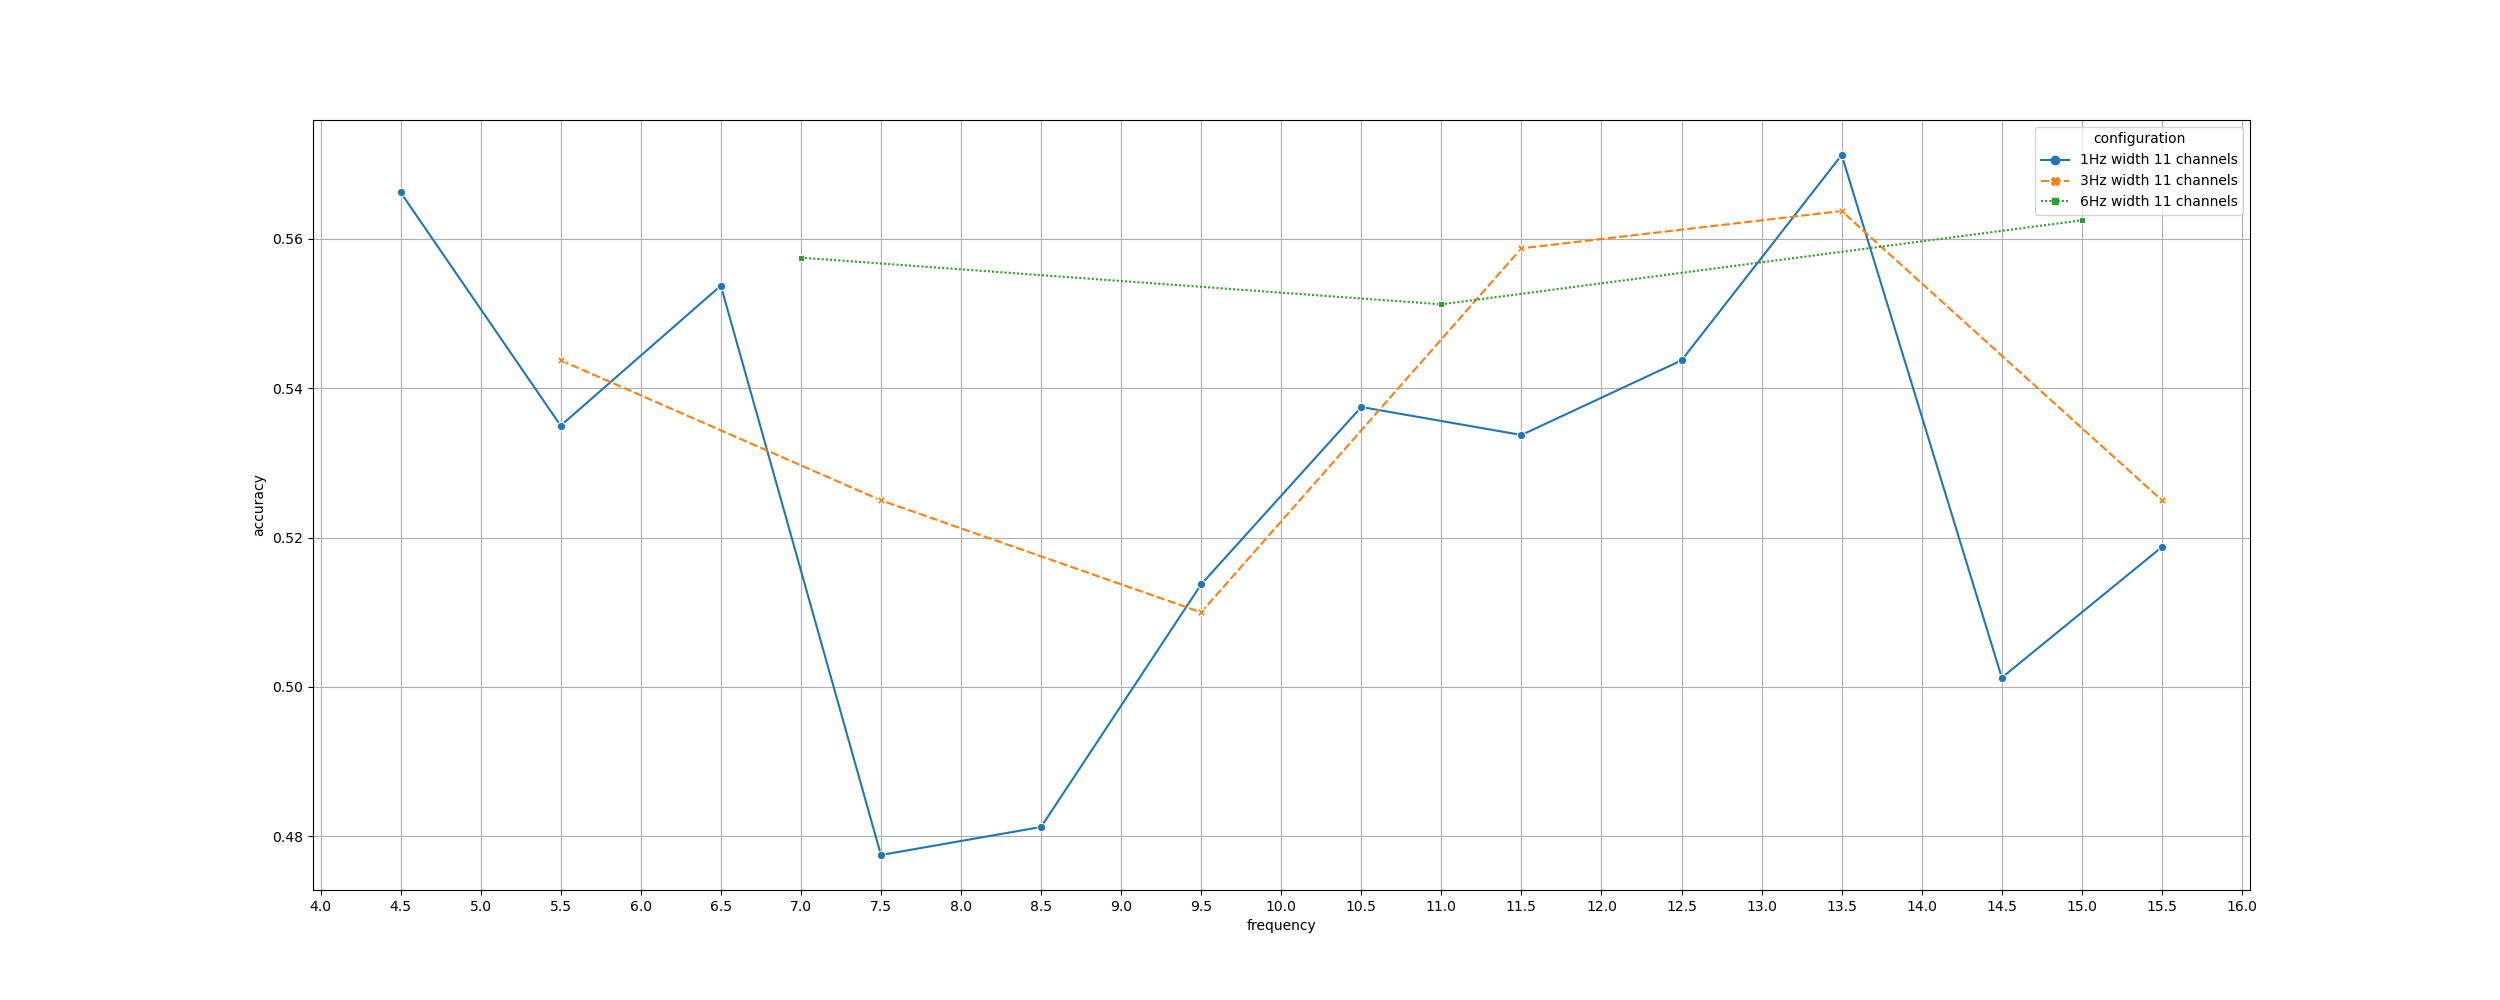 configuration
1Hz width 11 channels
3Hz width 11 channels
6Hz width 11 channels
0.56
0.54
0.52
0.50
0.48
accuracy
4.0 4.5 5.0 5.5 6.0 6.5 7.0 7.5 8.0 8.5 9.0 9.5 10.0 10.5 11.0 11.5 12.0 12.5 13.0 13.5 14.0 14.5 15.0 15.5 16.0
frequency